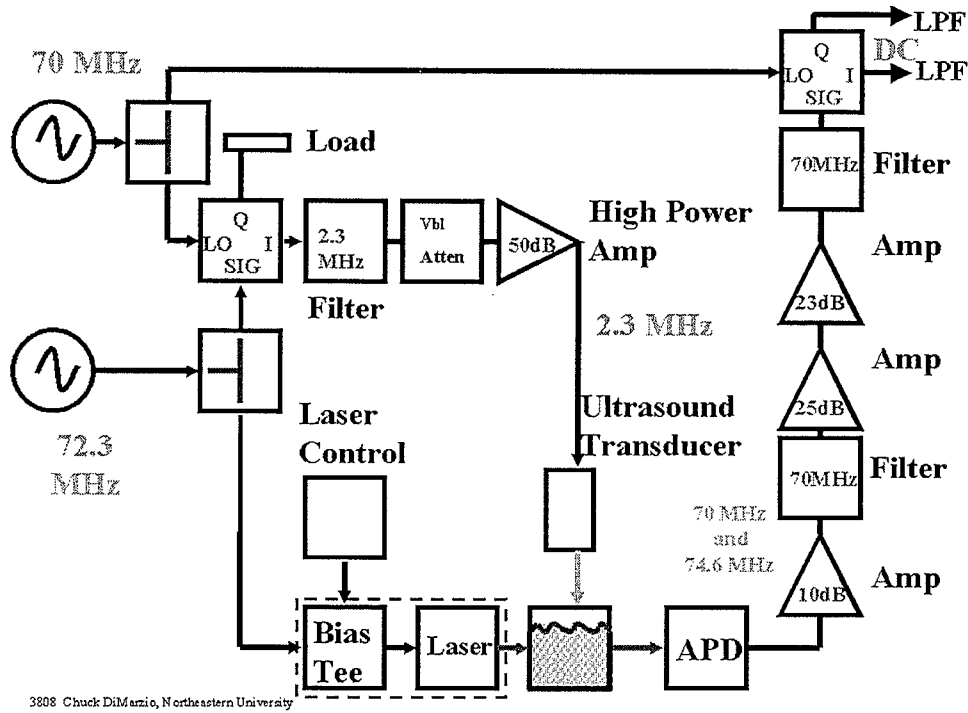 LPF
Q
DC
LO I
LPF
SIG
70 MHz
Load
70MHz
Filter
Q
LO I
SIG
2.3
MHz
Vbl
Atten
50dB
High Power
Amp
Filter
Amp
23dB
2.3 MHz
Amp
25dB
72.3
MHz
Laser
Control
Ultrasound
Transducer
70MHz
Filter
70 MHz
and
74.6 MHz
Amp
10dB
Bias
Tee
Laser
APD
3808 Chuck DiMarzio, Northeastern University